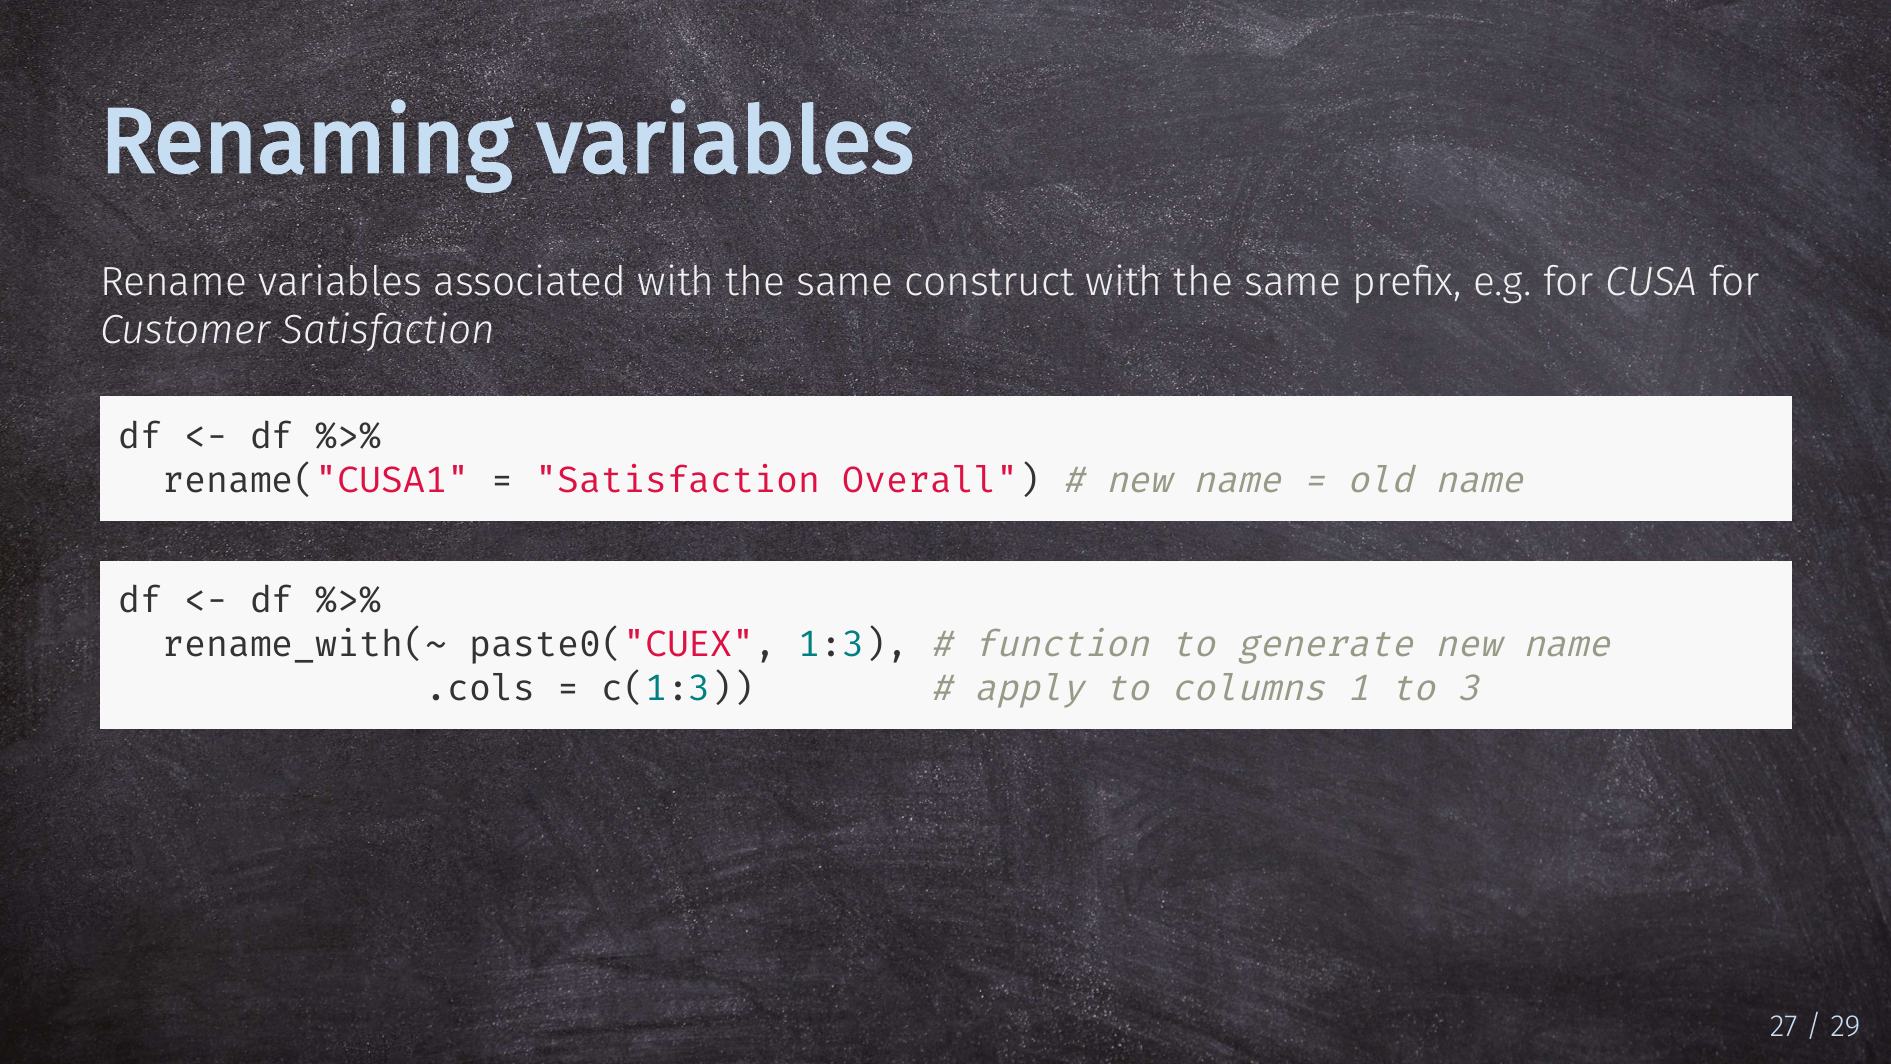 Renaming variables
Rename variables associated with the same construct with the same prefix, e.g. for CUSA for
Customer Satisfaction
df <- df %>%
  rename("CUSA1" = "Satisfaction Overall") # new name = old name
df <- df %>%
  rename_with(~ paste0("CUEX", 1:3), # function to generate new name
              .cols = c(1:3))        # apply to columns 1 to 3
27 / 29